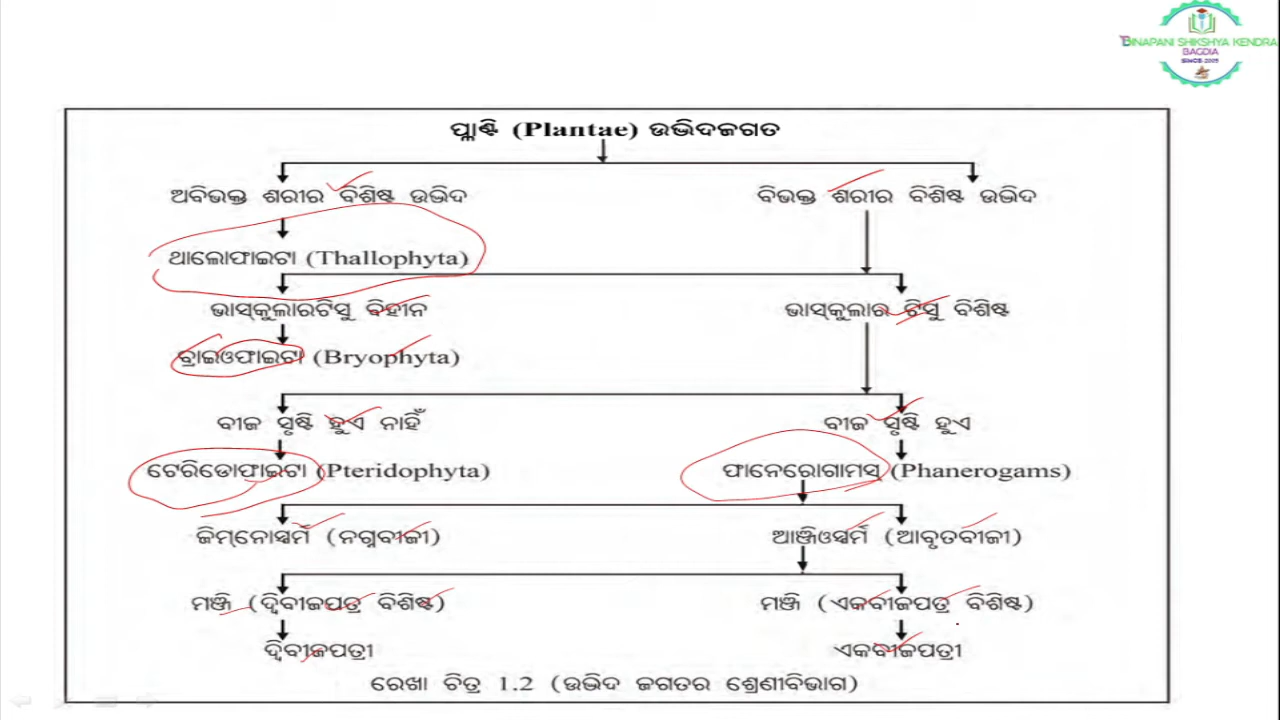 BINAPANI SHIKSHYA KENDRA
BAGDIA
SINCE 2005
ପ୍ଳାଣ୍ଟି (Plantae) ଉଦ୍ଭିଦଜଗତ
ଅବିଭକ୍ତ ଶରୀର ବିଶିଷ୍ଟ ଉଦ୍ଭିଦ
ବିଭକ୍ତ ଶରୀର ବିଶିଷ୍ଟ ଉଦ୍ଭିଦ
ଥାଲୋଫାଇଟା (Thallophyta)
ଭାସ୍‌କୁଲାରଟିସୁ ବିହୀନ
ଭାସ୍‌କୁଲାର ଟିସୁ ବିଶିଷ୍ଟ
ବ୍ରାଇଓଫାଇଟା (Bryophyta)
ବୀଜ ସୃଷ୍ଟି ହୁଏ ନାହିଁ
ବୀଜ ସୃଷ୍ଟି ହୁଏ
ଟେରିଡୋଫାଇଟା (Pteridophyta)
ଫାନେରୋଗାମସ୍ (Phanerogams)
ଜିମ୍‌ନୋସ୍ପର୍ମ (ନଗ୍ନବୀଜୀ)
ଆଞ୍ଜିଓସ୍ପର୍ମ (ଆବୃତବୀଜୀ)
ମଞ୍ଜି (ଦ୍ୱିବୀଜପତ୍ର ବିଶିଷ୍ଟ)
ମଞ୍ଜି (ଏକବୀଜପତ୍ର ବିଶିଷ୍ଟ)
ଦ୍ୱିବୀଜପତ୍ରୀ
ଏକବୀଜପତ୍ରୀ
ରେଖା ଚିତ୍ର 1.2 (ଉଦ୍ଭିଦ ଜଗତର ଶ୍ରେଣୀବିଭାଗ)